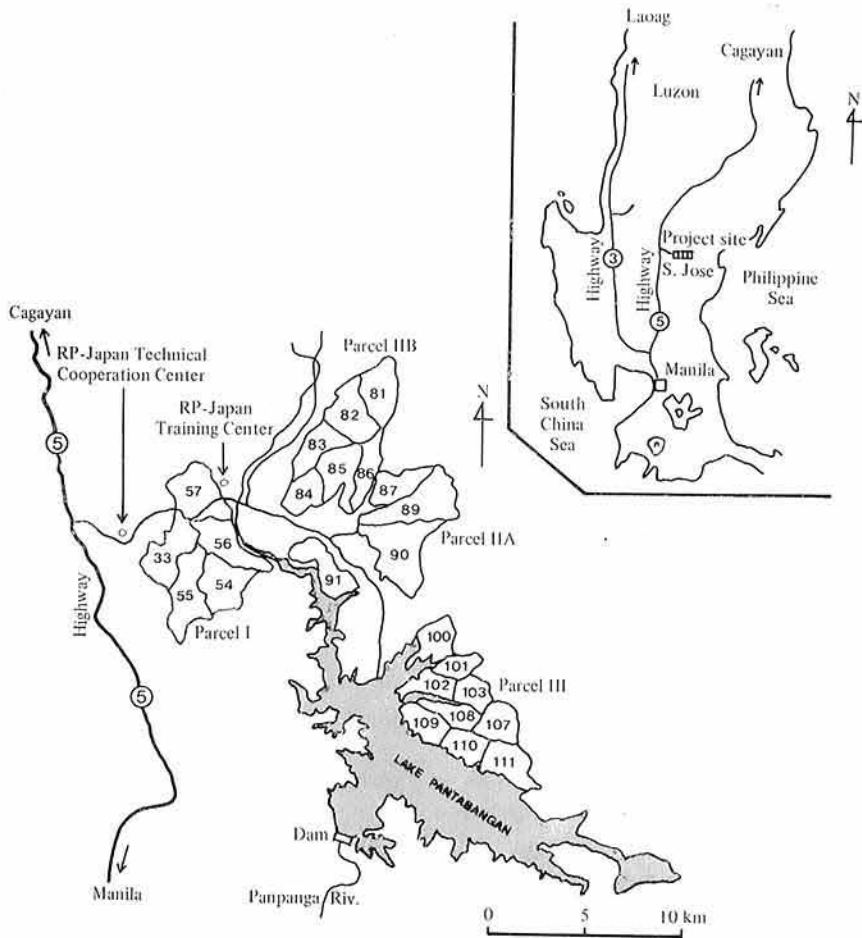 Laoag
Cagayan
Luzon
N
Project site
S. Jose
Highway
3
Highway
5
Philippine
Sea
Manila
South
China
Sea
Cagayan
RP-Japan Technical
Cooperation Center
RP-Japan
Training Center
Parcel IIB
N
5
81
82
83
85
86
84
87
89
90
Parcel IIA
57
56
33
54
55
91
Parcel I
Highway
5
100
101
102
103
Parcel III
108
107
109
110
111
LAKE PANTABANGAN
Dam
Manila
Panpanga Riv.
0 5 10 km